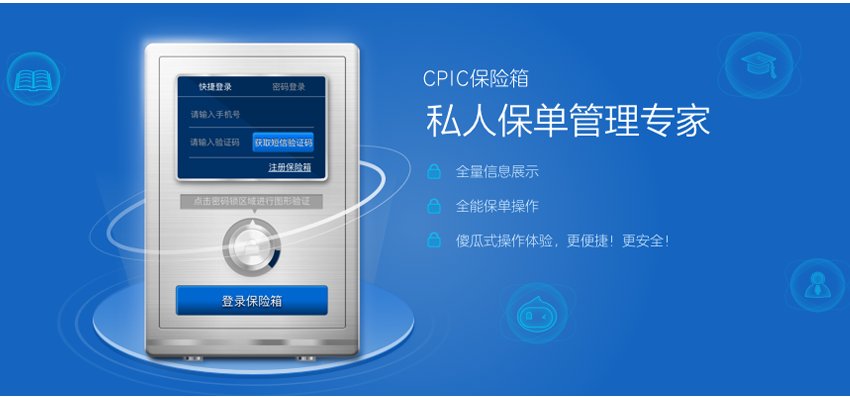 快捷登录 密码登录
请输入手机号
请输入验证码 获取短信验证码
注册保险箱
点击密码锁区域进行图形验证
登录保险箱
CPIC保险箱
私人保单管理专家
全量信息展示
全能保单操作
傻瓜式操作体验，更便捷！更安全！